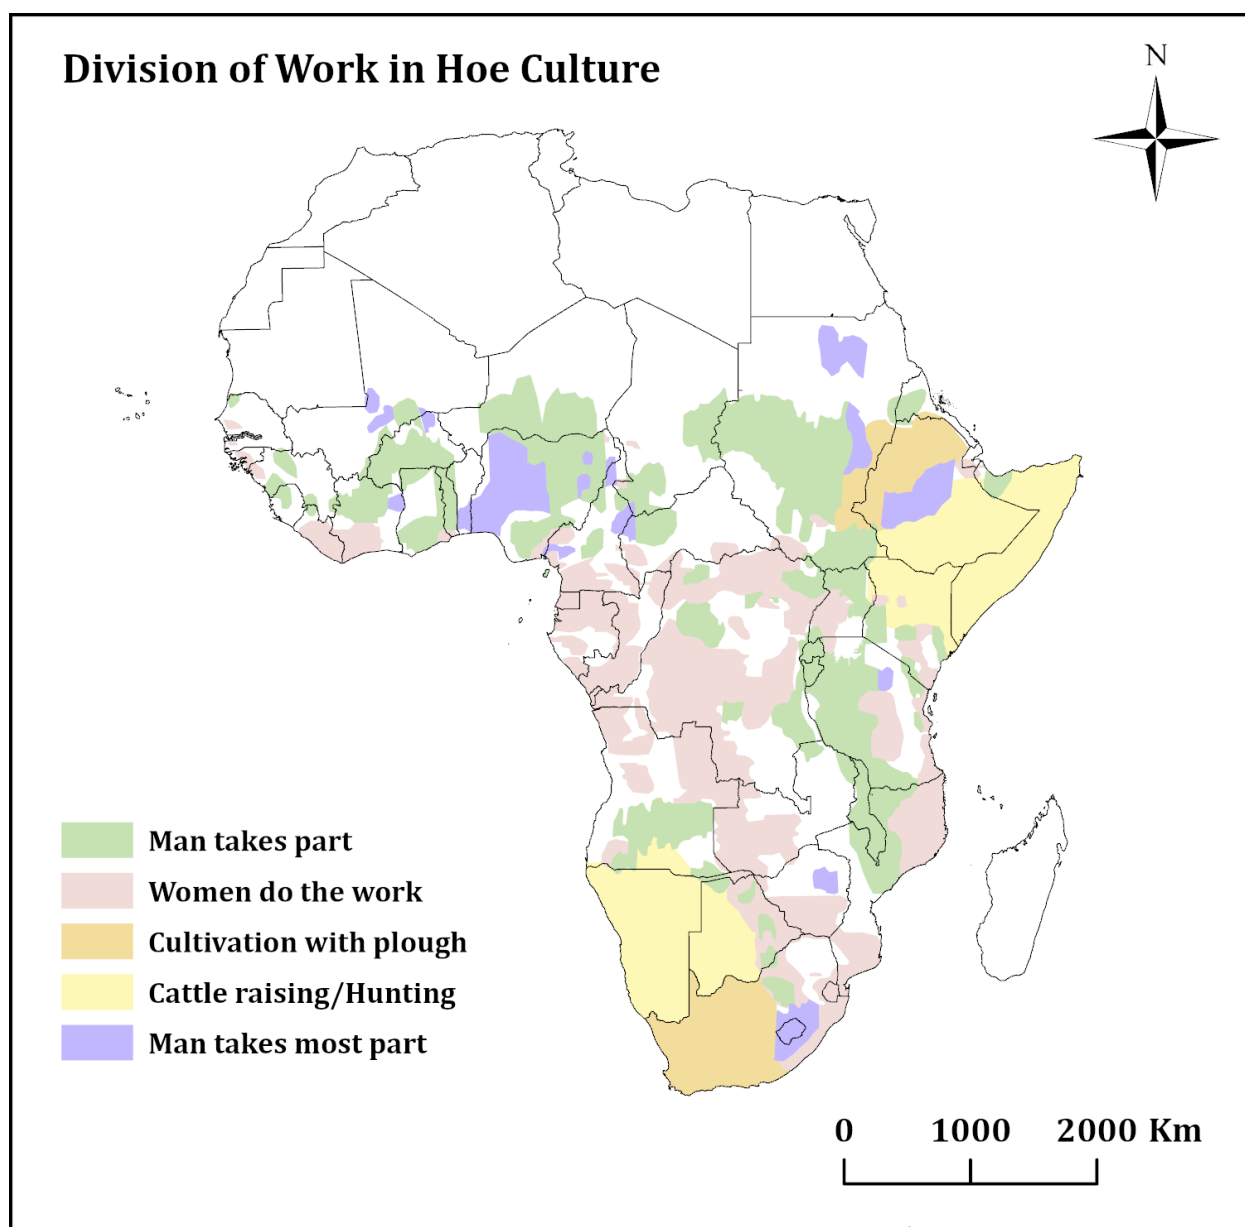 Division of Work in Hoe Culture
N
Man takes part
Women do the work
Cultivation with plough
Cattle raising/Hunting
Man takes most part
0 1000 2000 Km